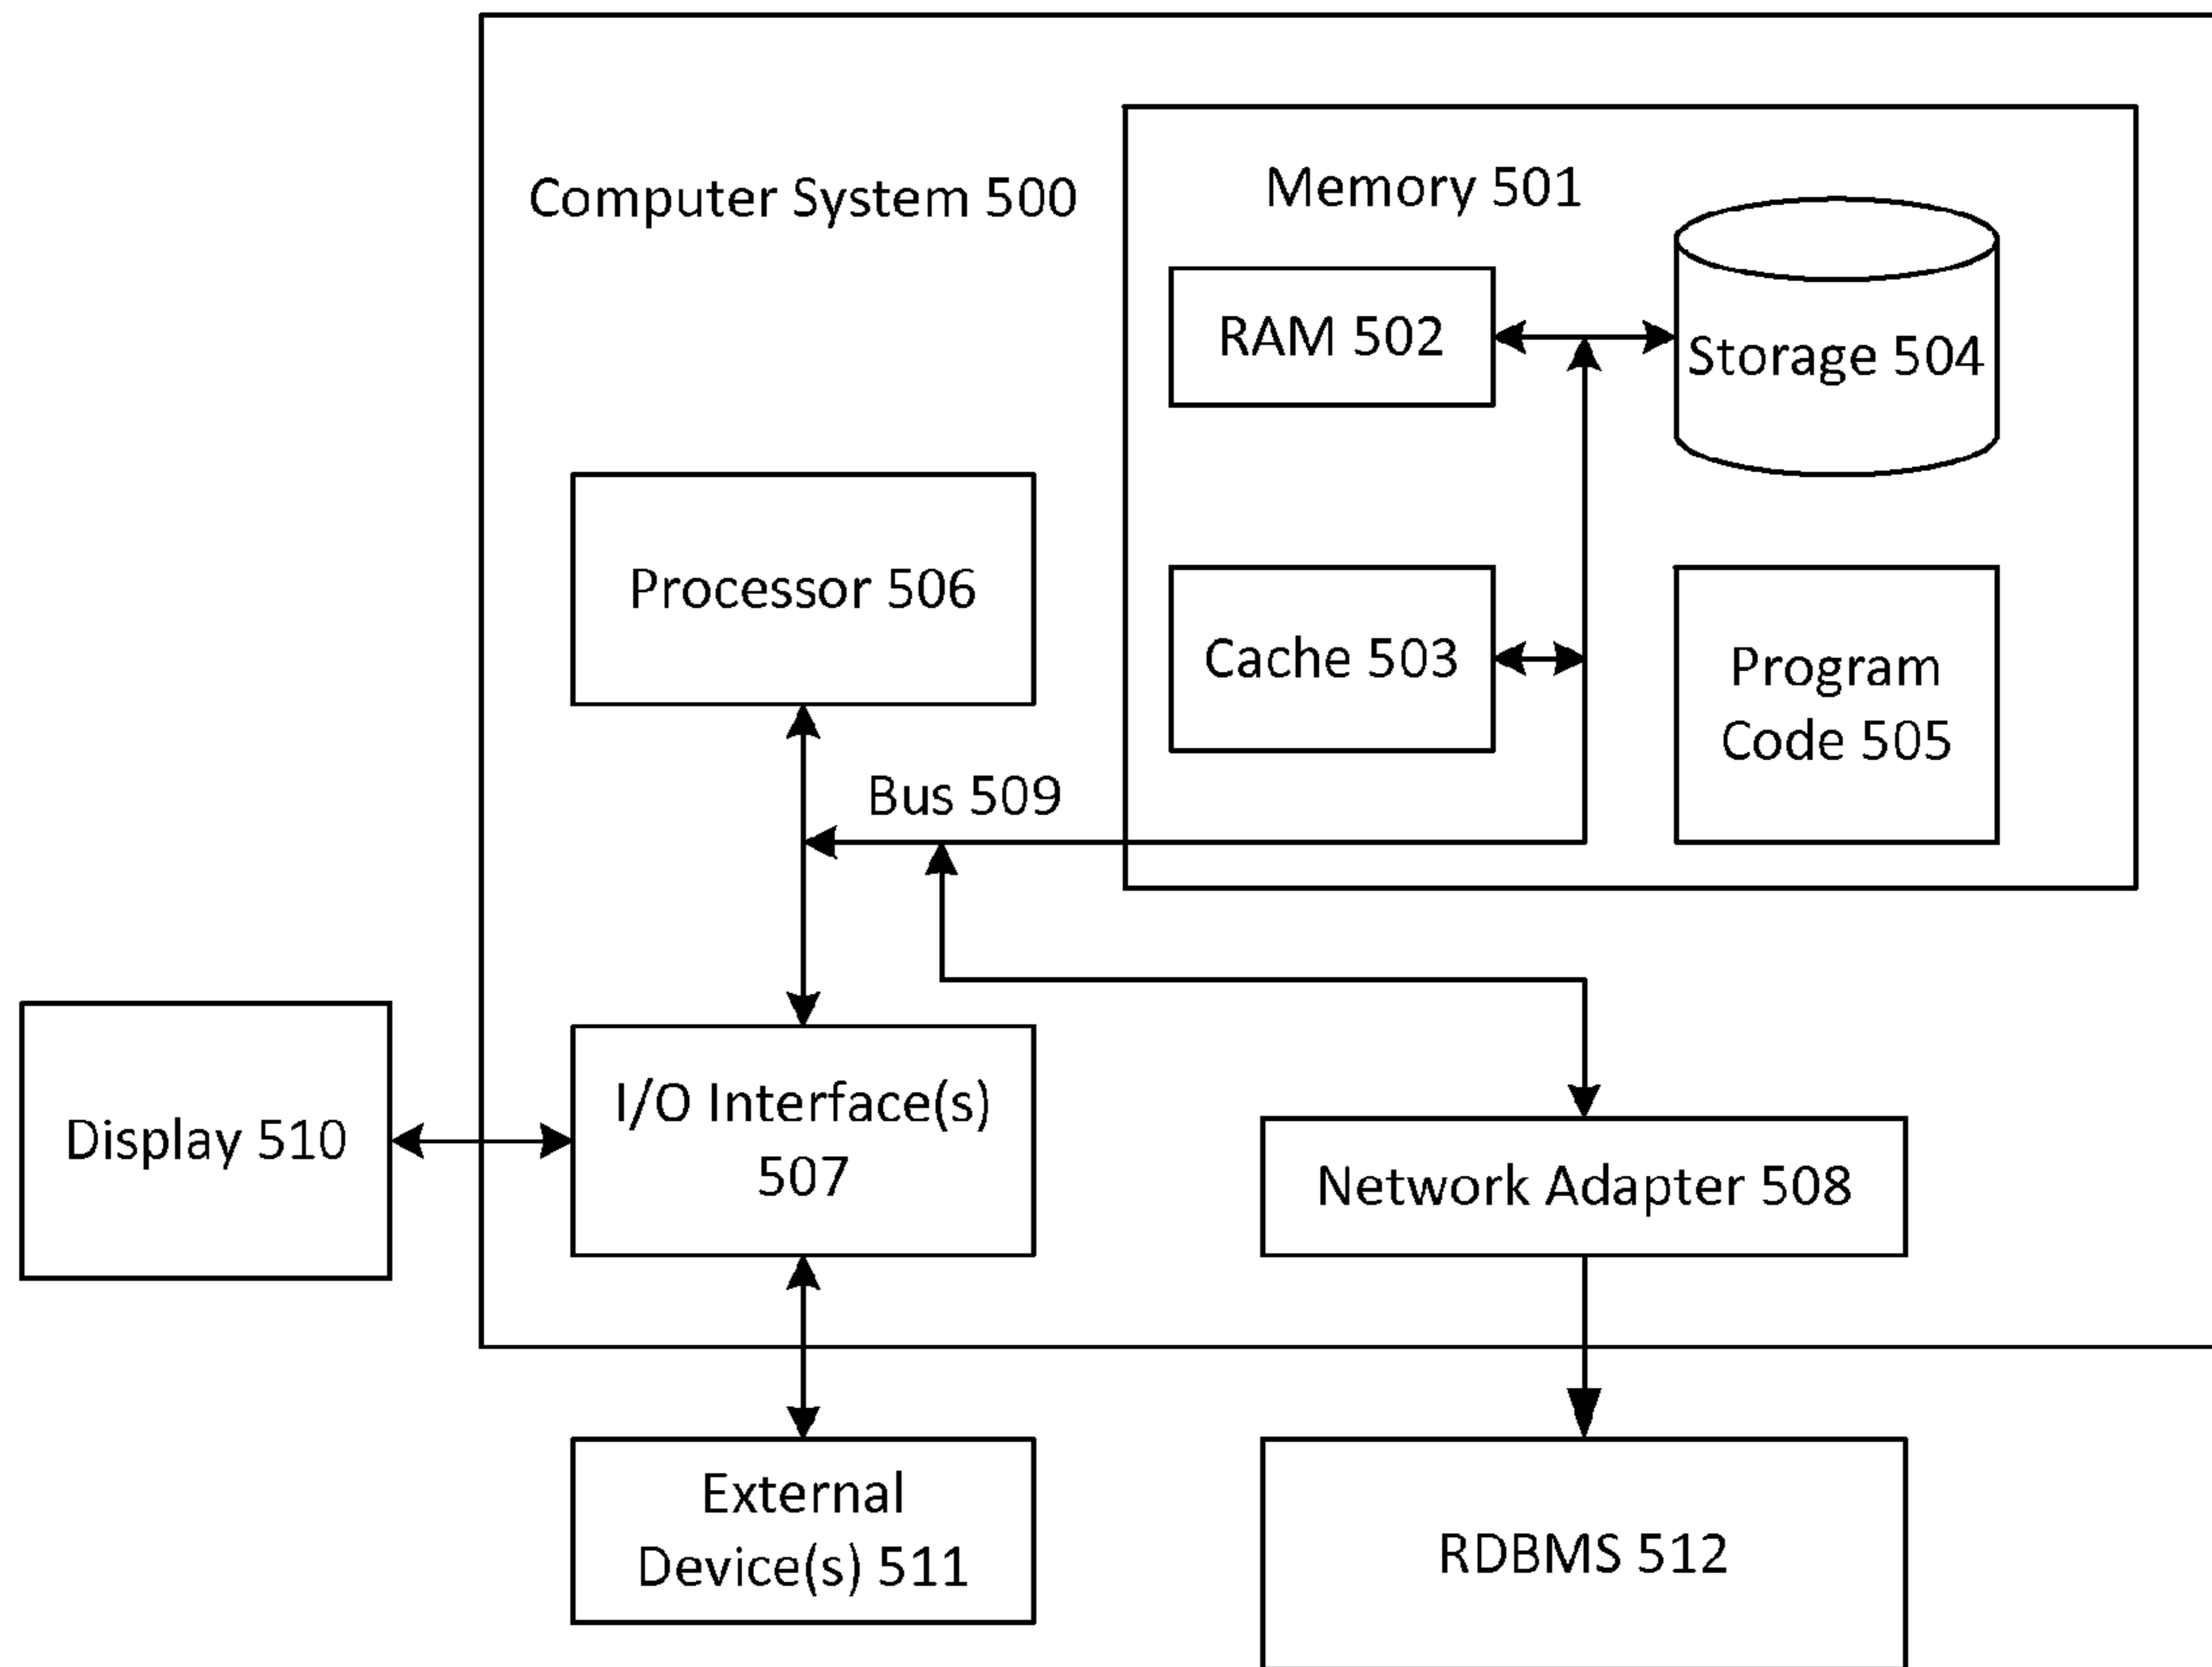 Computer System 500
Memory 501
RAM 502
Storage 504
Processor 506
Cache 503
Program
Code 505
Bus 509
Display 510
I/O Interface(s)
507
Network Adapter 508
External
Device(s) 511
RDBMS 512